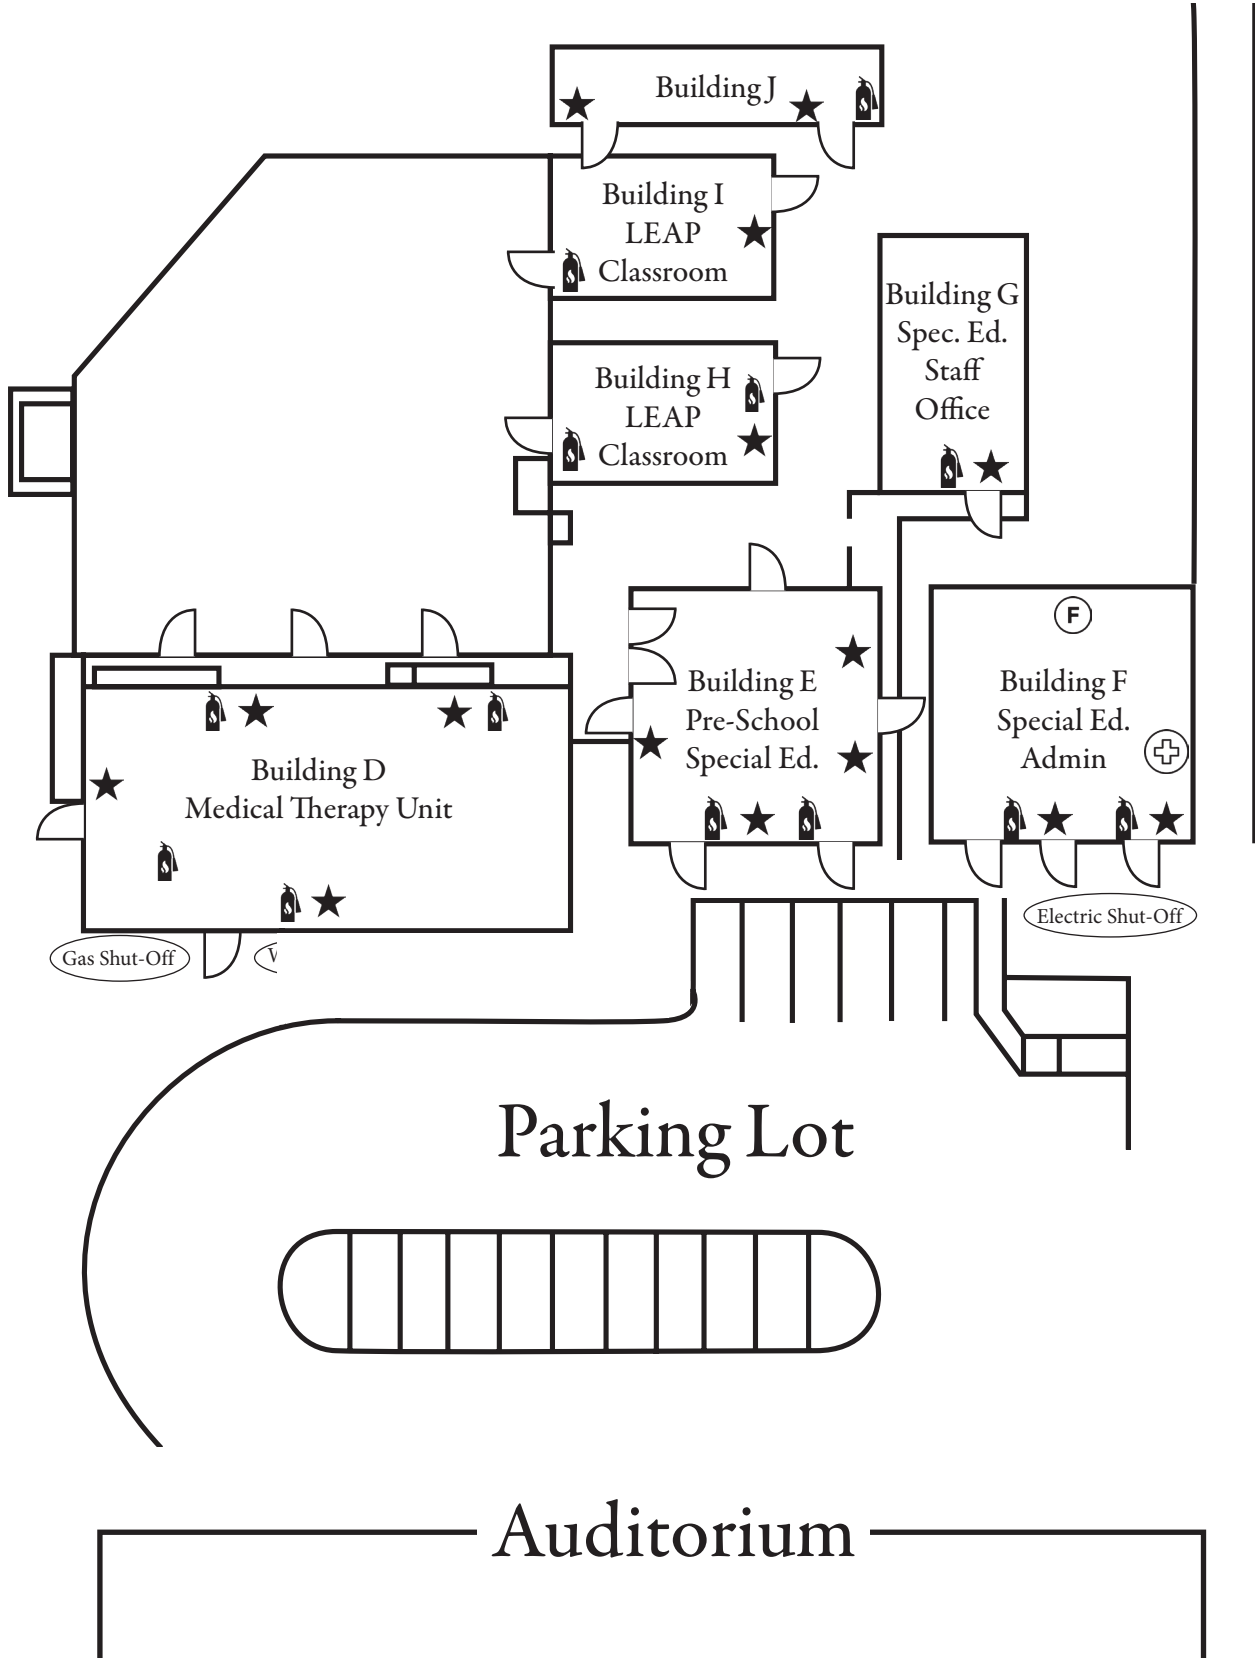 Building J
Building I
LEAP
Classroom
Building G
Spec. Ed.
Staff
Office
Building H
LEAP
Classroom
F
Building E
Pre-School
Special Ed.
Building F
Special Ed.
Admin
Building D
Medical Therapy Unit
Electric Shut-Off
Gas Shut-Off
Parking Lot
Auditorium